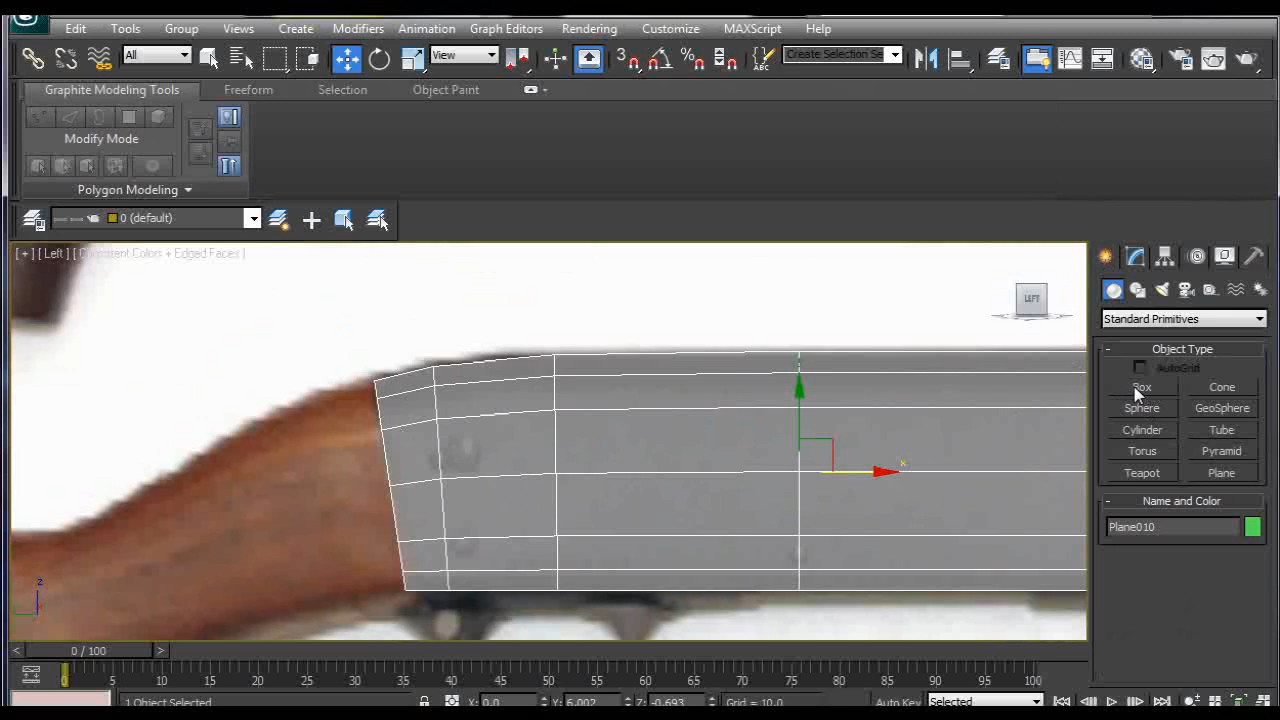 Edit Tools Group Views Create Modifiers Animation Graph Editors Rendering Customize MAXScript Help
All View 3 % ABC Create Selection Se
Graphite Modeling Tools Freeform Selection Object Paint
Modify Mode
Polygon Modeling
0 (default)
[ + ] [ Left ] [ Consistent Colors + Edged Faces ]
LEFT
Standard Primitives
- Object Type
AutoGrid
Box Cone
Sphere GeoSphere
Cylinder Tube
Torus Pyramid
Teapot Plane
- Name and Color
Plane010
x
z
< 0 / 100 >
0 5 10 15 20 25 30 35 40 45 50 55 60 65 70 75 80 85 90 95 100
1 Object Selected X: 0.0 Y: 6.002 Z: -0.693 Grid = 10.0 Auto Key Selected